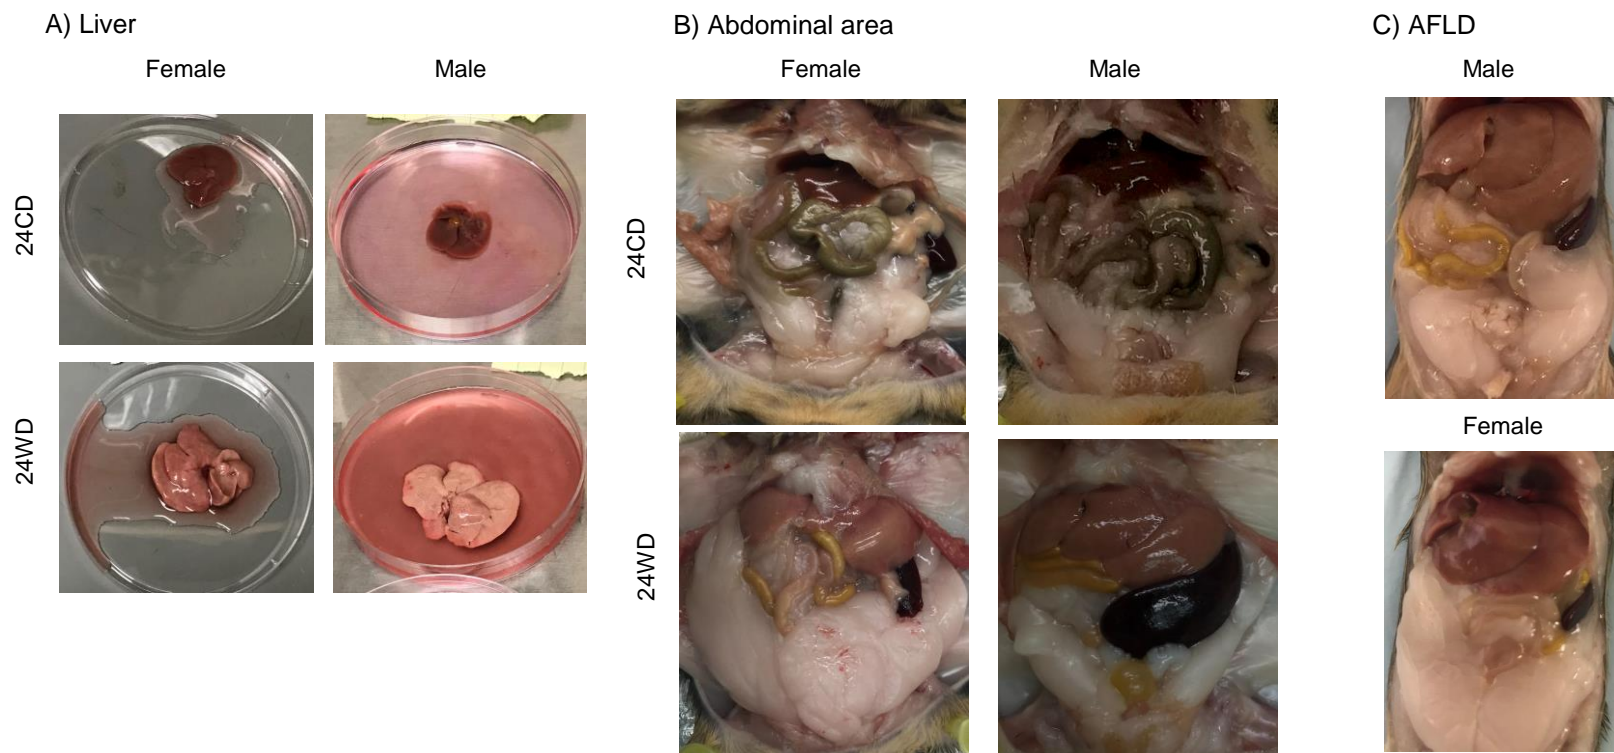 A) Liver
B) Abdominal area
C) AFLD
Female
Male
Female
Male
Male
24CD
24CD
24WD
24WD
Female